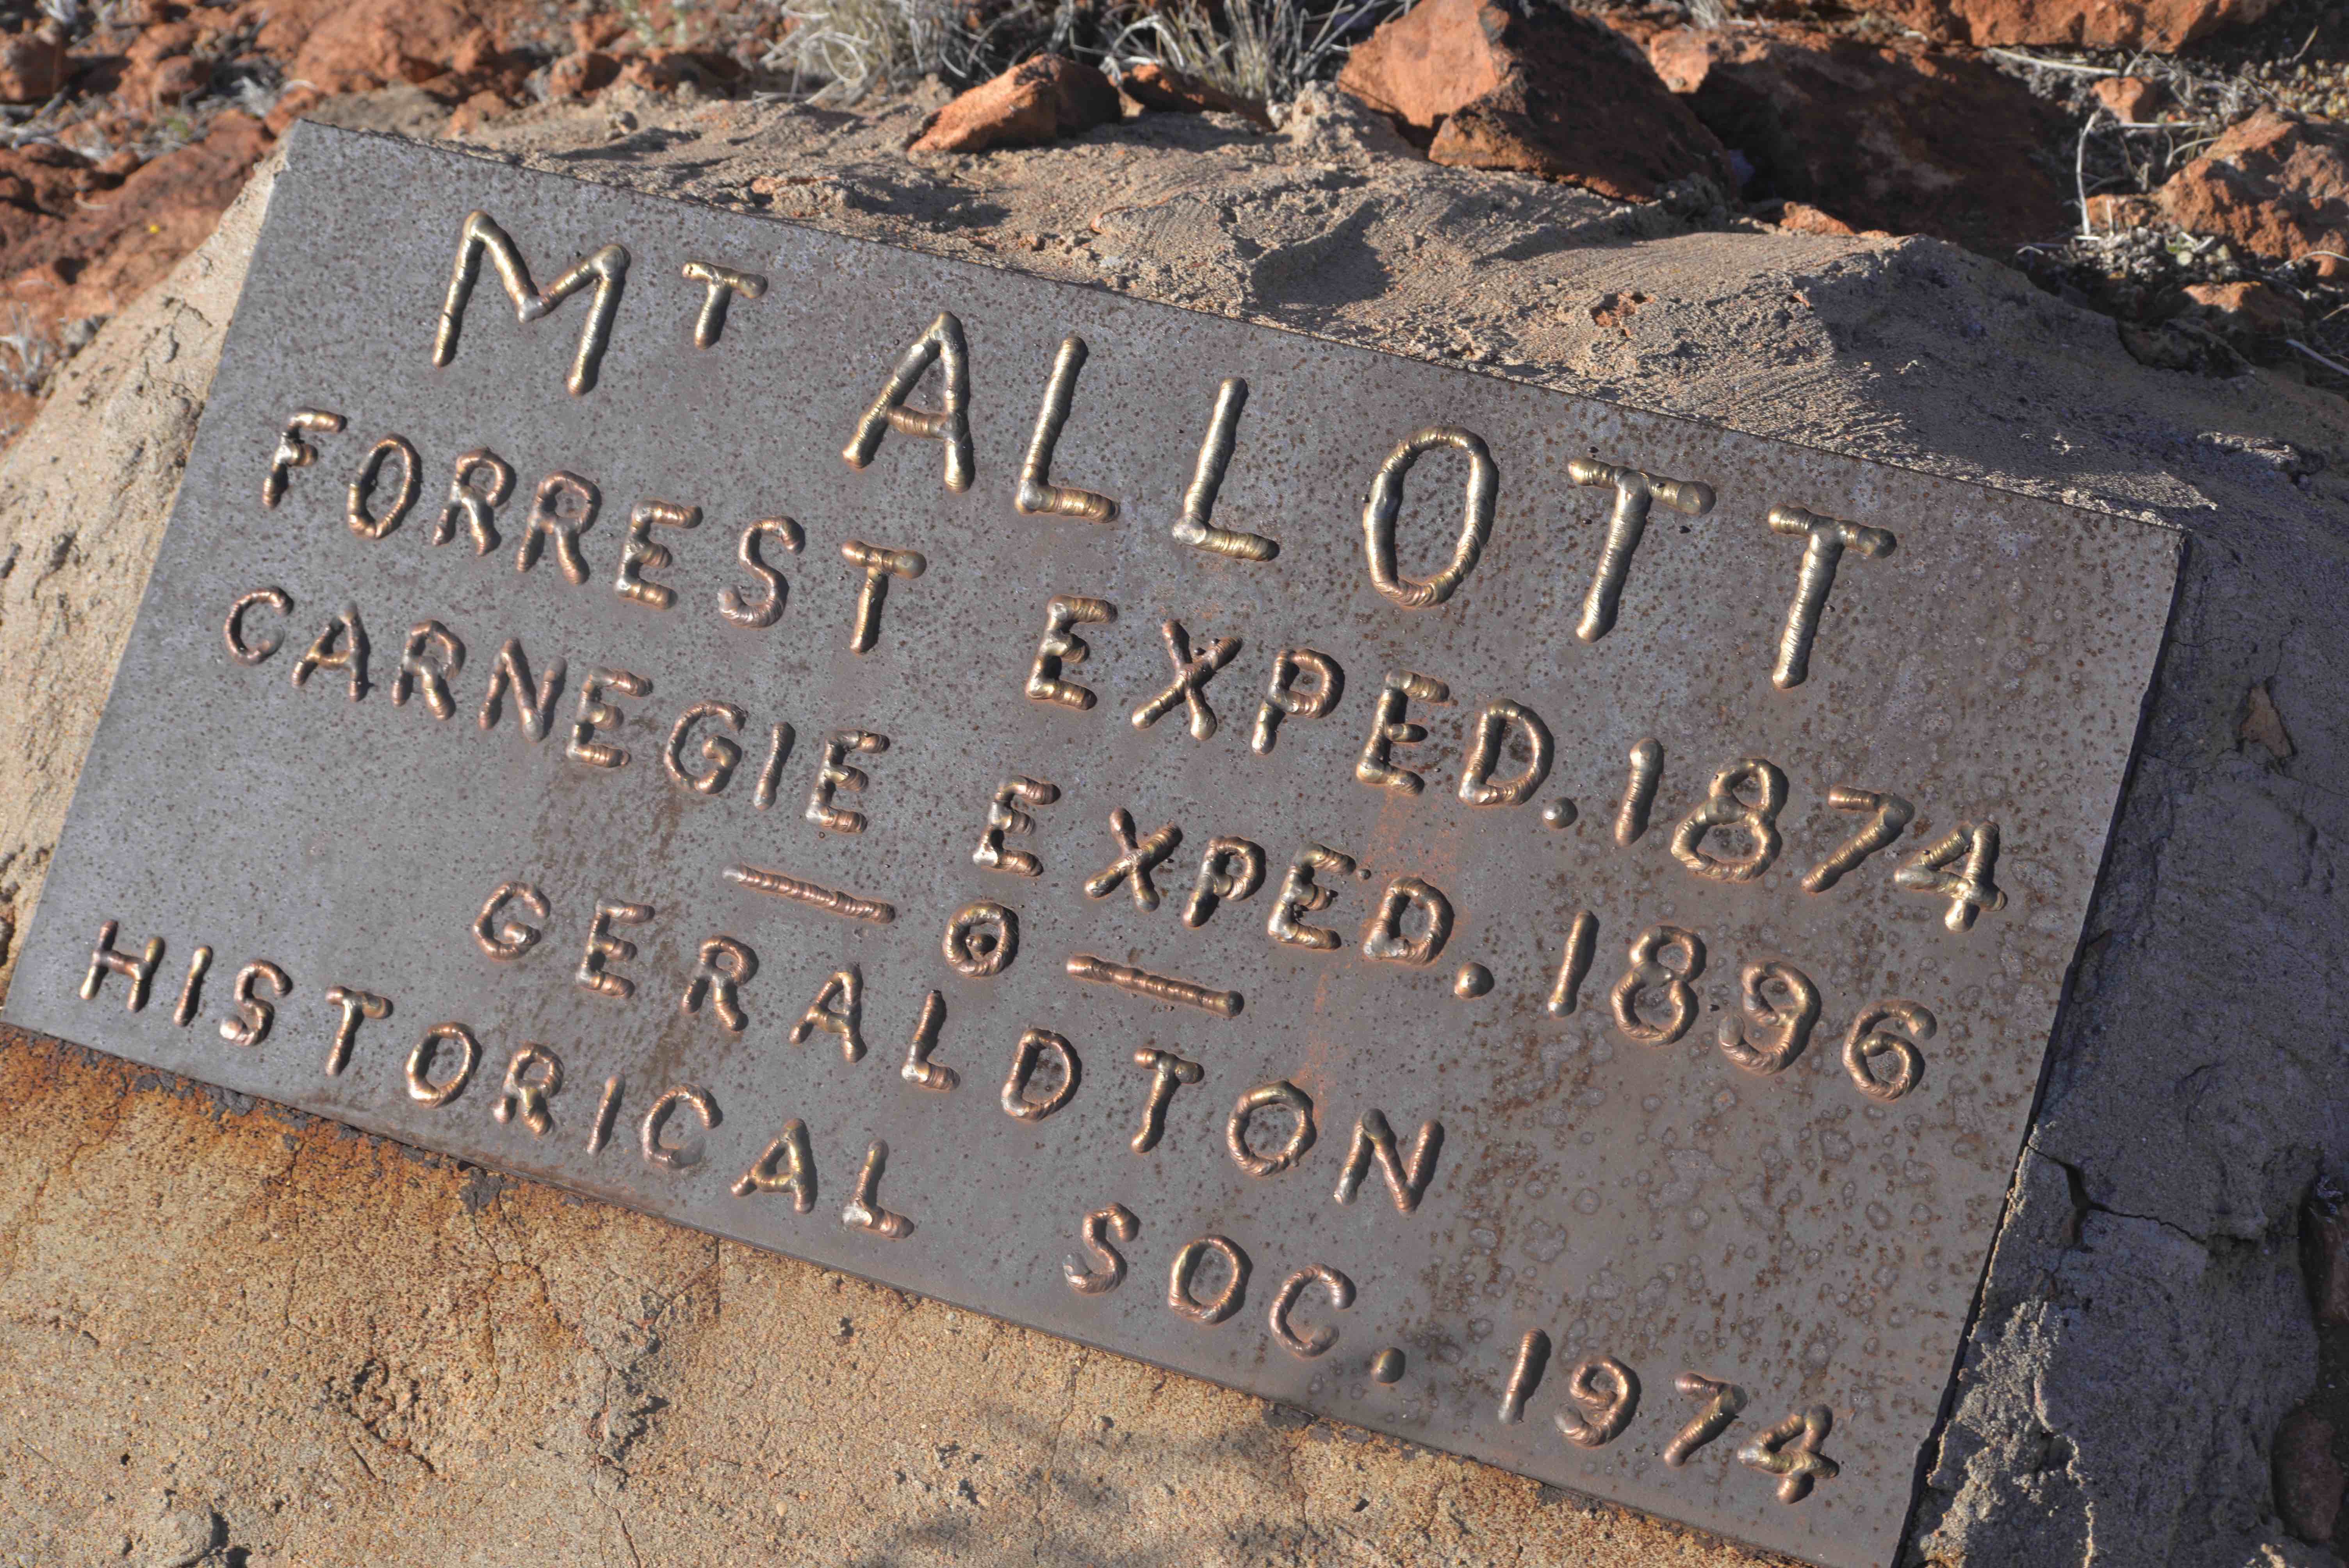 MT ALLOTT
FORREST EXPED. 1874
CARNEGIE EXPED. 1896
— O —
GERALDTON
HISTORICAL SOC. 1974